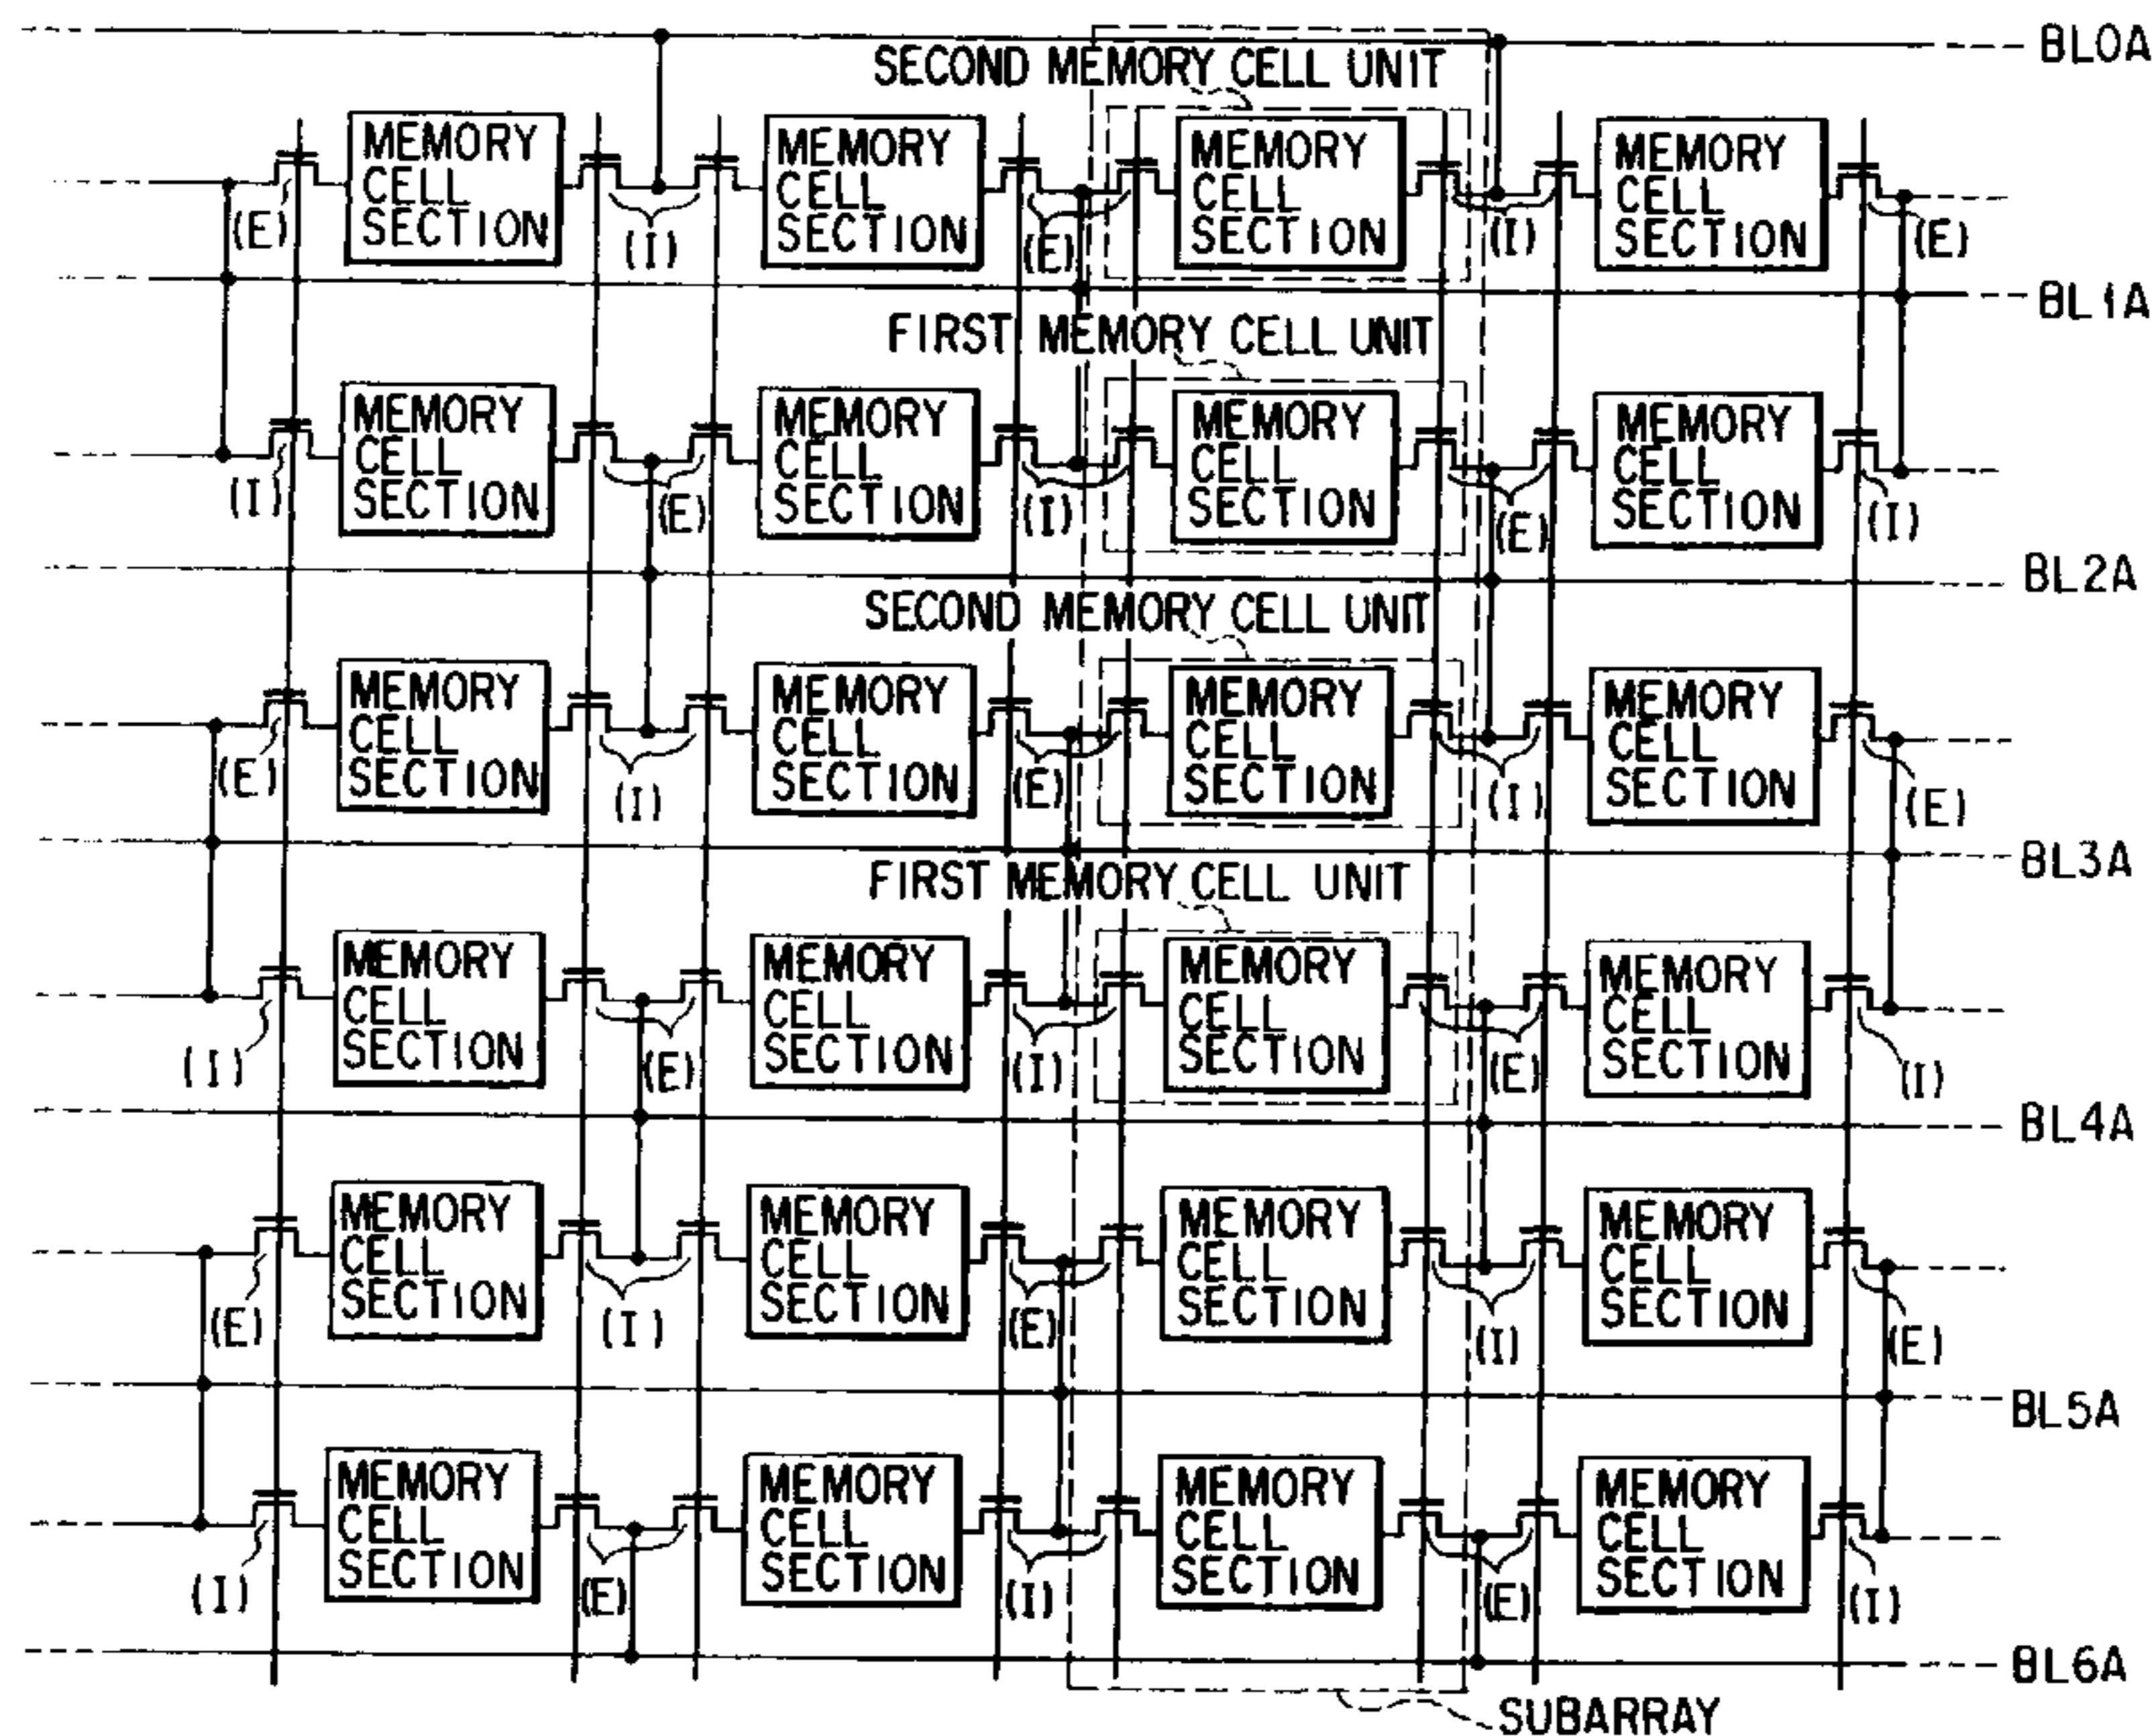 BL0A
SECOND MEMORY CELL UNIT
MEMORY CELL SECTION
MEMORY CELL SECTION
MEMORY CELL SECTION
MEMORY CELL SECTION
(E) (I) (E) (I) (E)
BL1A
FIRST MEMORY CELL UNIT
MEMORY CELL SECTION
MEMORY CELL SECTION
MEMORY CELL SECTION
MEMORY CELL SECTION
(I) (E) (I) (E) (I)
BL2A
SECOND MEMORY CELL UNIT
MEMORY CELL SECTION
MEMORY CELL SECTION
MEMORY CELL SECTION
MEMORY CELL SECTION
(E) (I) (E) (I) (E)
BL3A
FIRST MEMORY CELL UNIT
MEMORY CELL SECTION
MEMORY CELL SECTION
MEMORY CELL SECTION
MEMORY CELL SECTION
(I) (E) (I) (E) (I)
BL4A
MEMORY CELL SECTION
MEMORY CELL SECTION
MEMORY CELL SECTION
MEMORY CELL SECTION
(E) (I) (E) (I) (E)
BL5A
MEMORY CELL SECTION
MEMORY CELL SECTION
MEMORY CELL SECTION
MEMORY CELL SECTION
(I) (E) (I) (E) (I)
BL6A
SUBARRAY